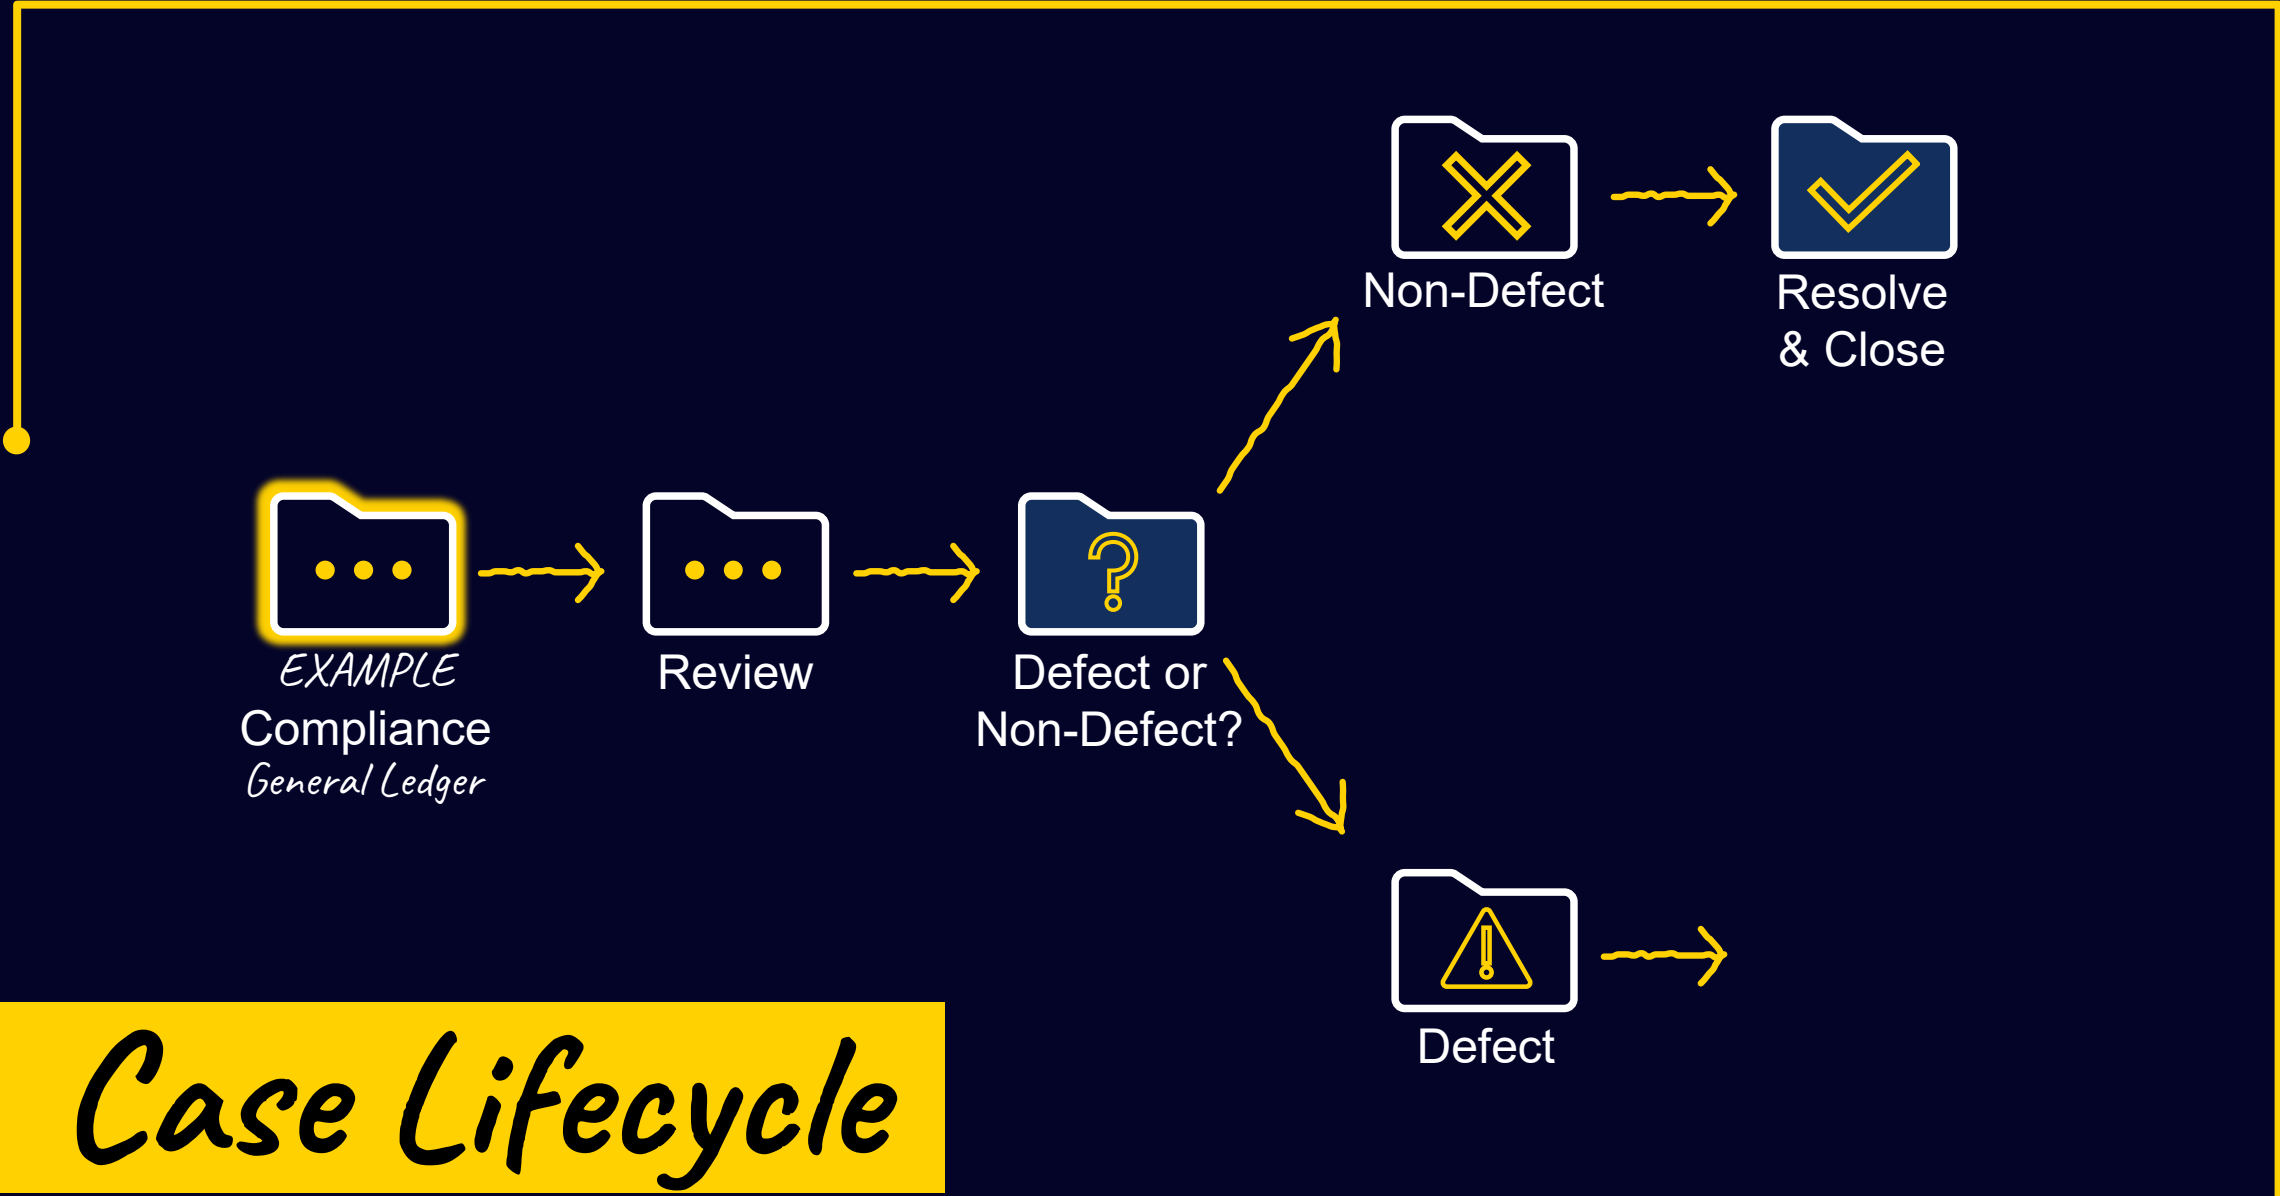 Non-Defect
Resolve
& Close
EXAMPLE
Compliance
General Ledger
Review
Defect or
Non-Defect?
Defect
Case Lifecycle